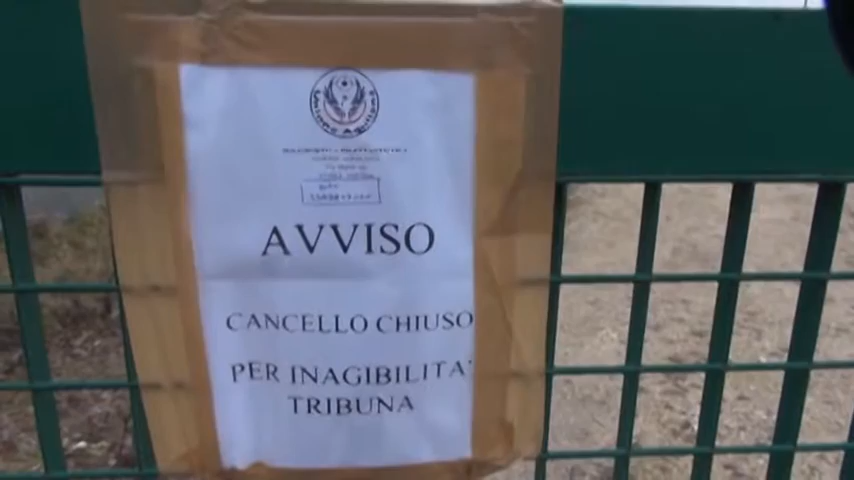 AVVISO
CANCELLO CHIUSO
PER INAGIBILITA'
TRIBUNA